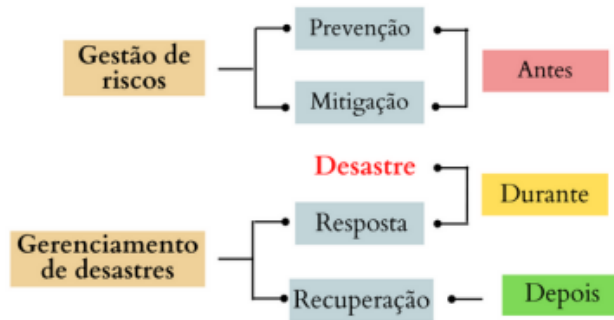 Gestão de
riscos
Prevenção
Mitigação
Antes
Desastre
Durante
Resposta
Gerenciamento
de desastres
Recuperação
Depois